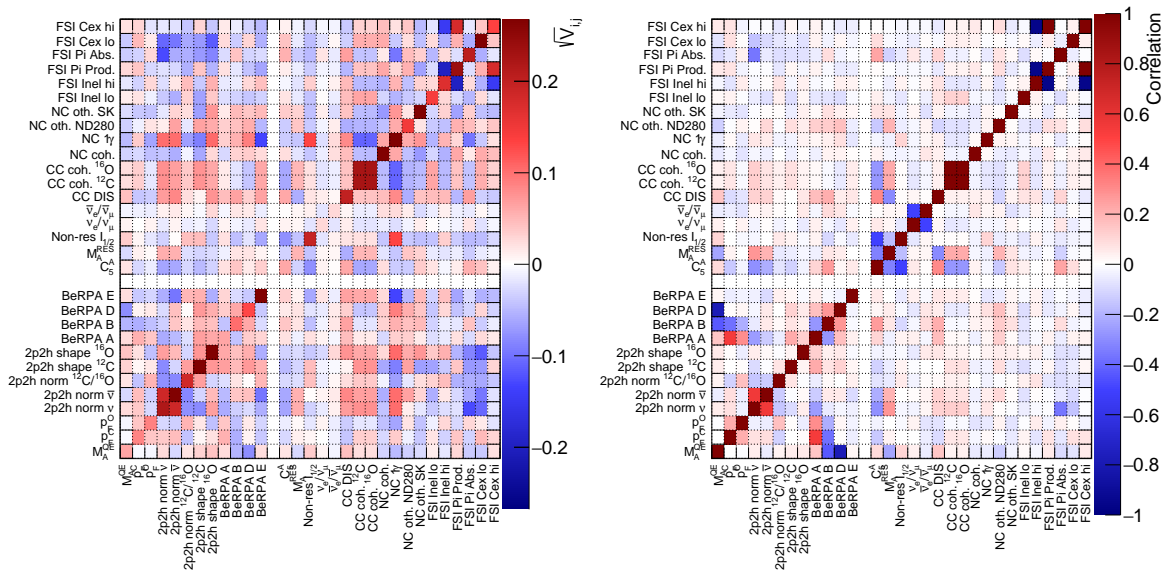 FSI Cex hi
FSI Cex lo
FSI Pi Abs.
FSI Pi Prod.
FSI Inel hi
FSI Inel lo
NC oth. SK
NC oth. ND280
NC 1γ
NC coh.
CC coh. ¹⁶O
CC coh. ¹²C
CC DIS
ν̄e/ν̄μ
νe/νμ
Non-res I1/2
M_A^RES
C_5^A
BeRPA E
BeRPA D
BeRPA B
BeRPA A
2p2h shape ¹⁶O
2p2h shape ¹²C
2p2h norm ¹²C/¹⁶O
2p2h norm ν̄
2p2h norm ν
p_F^O
p_F^C
M_A^QE
M_A^QE
p_F^C
p_F^O
2p2h norm ν
2p2h norm ν̄
2p2h norm ¹²C/¹⁶O
2p2h shape ¹²C
2p2h shape ¹⁶O
BeRPA A
BeRPA B
BeRPA D
BeRPA E
C_5^A
M_A^RES
Non-res I1/2
νe/νμ
ν̄e/ν̄μ
CC DIS
CC coh. ¹²C
CC coh. ¹⁶O
NC coh.
NC 1γ
NC oth. ND280
NC oth. SK
FSI Inel lo
FSI Inel hi
FSI Pi Prod.
FSI Pi Abs.
FSI Cex lo
FSI Cex hi
√V i,j
0.2
0.1
0
−0.1
−0.2
FSI Cex hi
FSI Cex lo
FSI Pi Abs.
FSI Pi Prod.
FSI Inel hi
FSI Inel lo
NC oth. SK
NC oth. ND280
NC 1γ
NC coh.
CC coh. ¹⁶O
CC coh. ¹²C
CC DIS
ν̄e/ν̄μ
νe/νμ
Non-res I1/2
M_A^RES
C_5^A
BeRPA E
BeRPA D
BeRPA B
BeRPA A
2p2h shape ¹⁶O
2p2h shape ¹²C
2p2h norm ¹²C/¹⁶O
2p2h norm ν̄
2p2h norm ν
p_F^O
p_F^C
M_A^QE
M_A^QE
p_F^C
p_F^O
2p2h norm ν
2p2h norm ν̄
2p2h norm ¹²C/¹⁶O
2p2h shape ¹²C
2p2h shape ¹⁶O
BeRPA A
BeRPA B
BeRPA D
BeRPA E
C_5^A
M_A^RES
Non-res I1/2
νe/νμ
ν̄e/ν̄μ
CC DIS
CC coh. ¹²C
CC coh. ¹⁶O
NC coh.
NC 1γ
NC oth. ND280
NC oth. SK
FSI Inel lo
FSI Inel hi
FSI Pi Prod.
FSI Pi Abs.
FSI Cex lo
FSI Cex hi
Correlation
1
0.8
0.6
0.4
0.2
0
−0.2
−0.4
−0.6
−0.8
−1